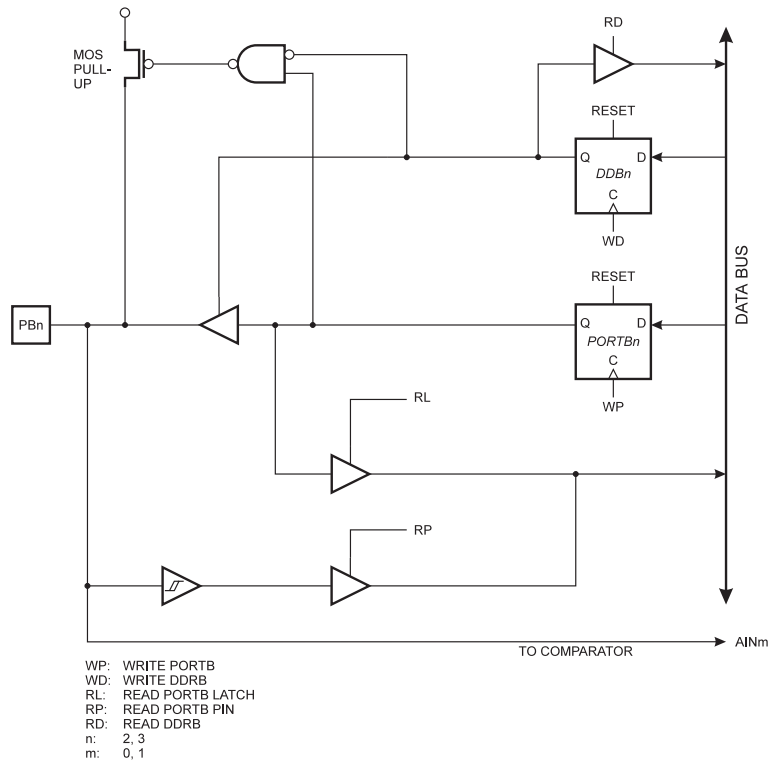 RD
MOS
PULL-
UP
RESET
Q D
DDBn
C
WD
DATA BUS
RESET
PBn
Q D
PORTBn
C
WP
RL
RP
TO COMPARATOR
AINm
WP: WRITE PORTB
WD: WRITE DDRB
RL: READ PORTB LATCH
RP: READ PORTB PIN
RD: READ DDRB
n: 2, 3
m: 0, 1